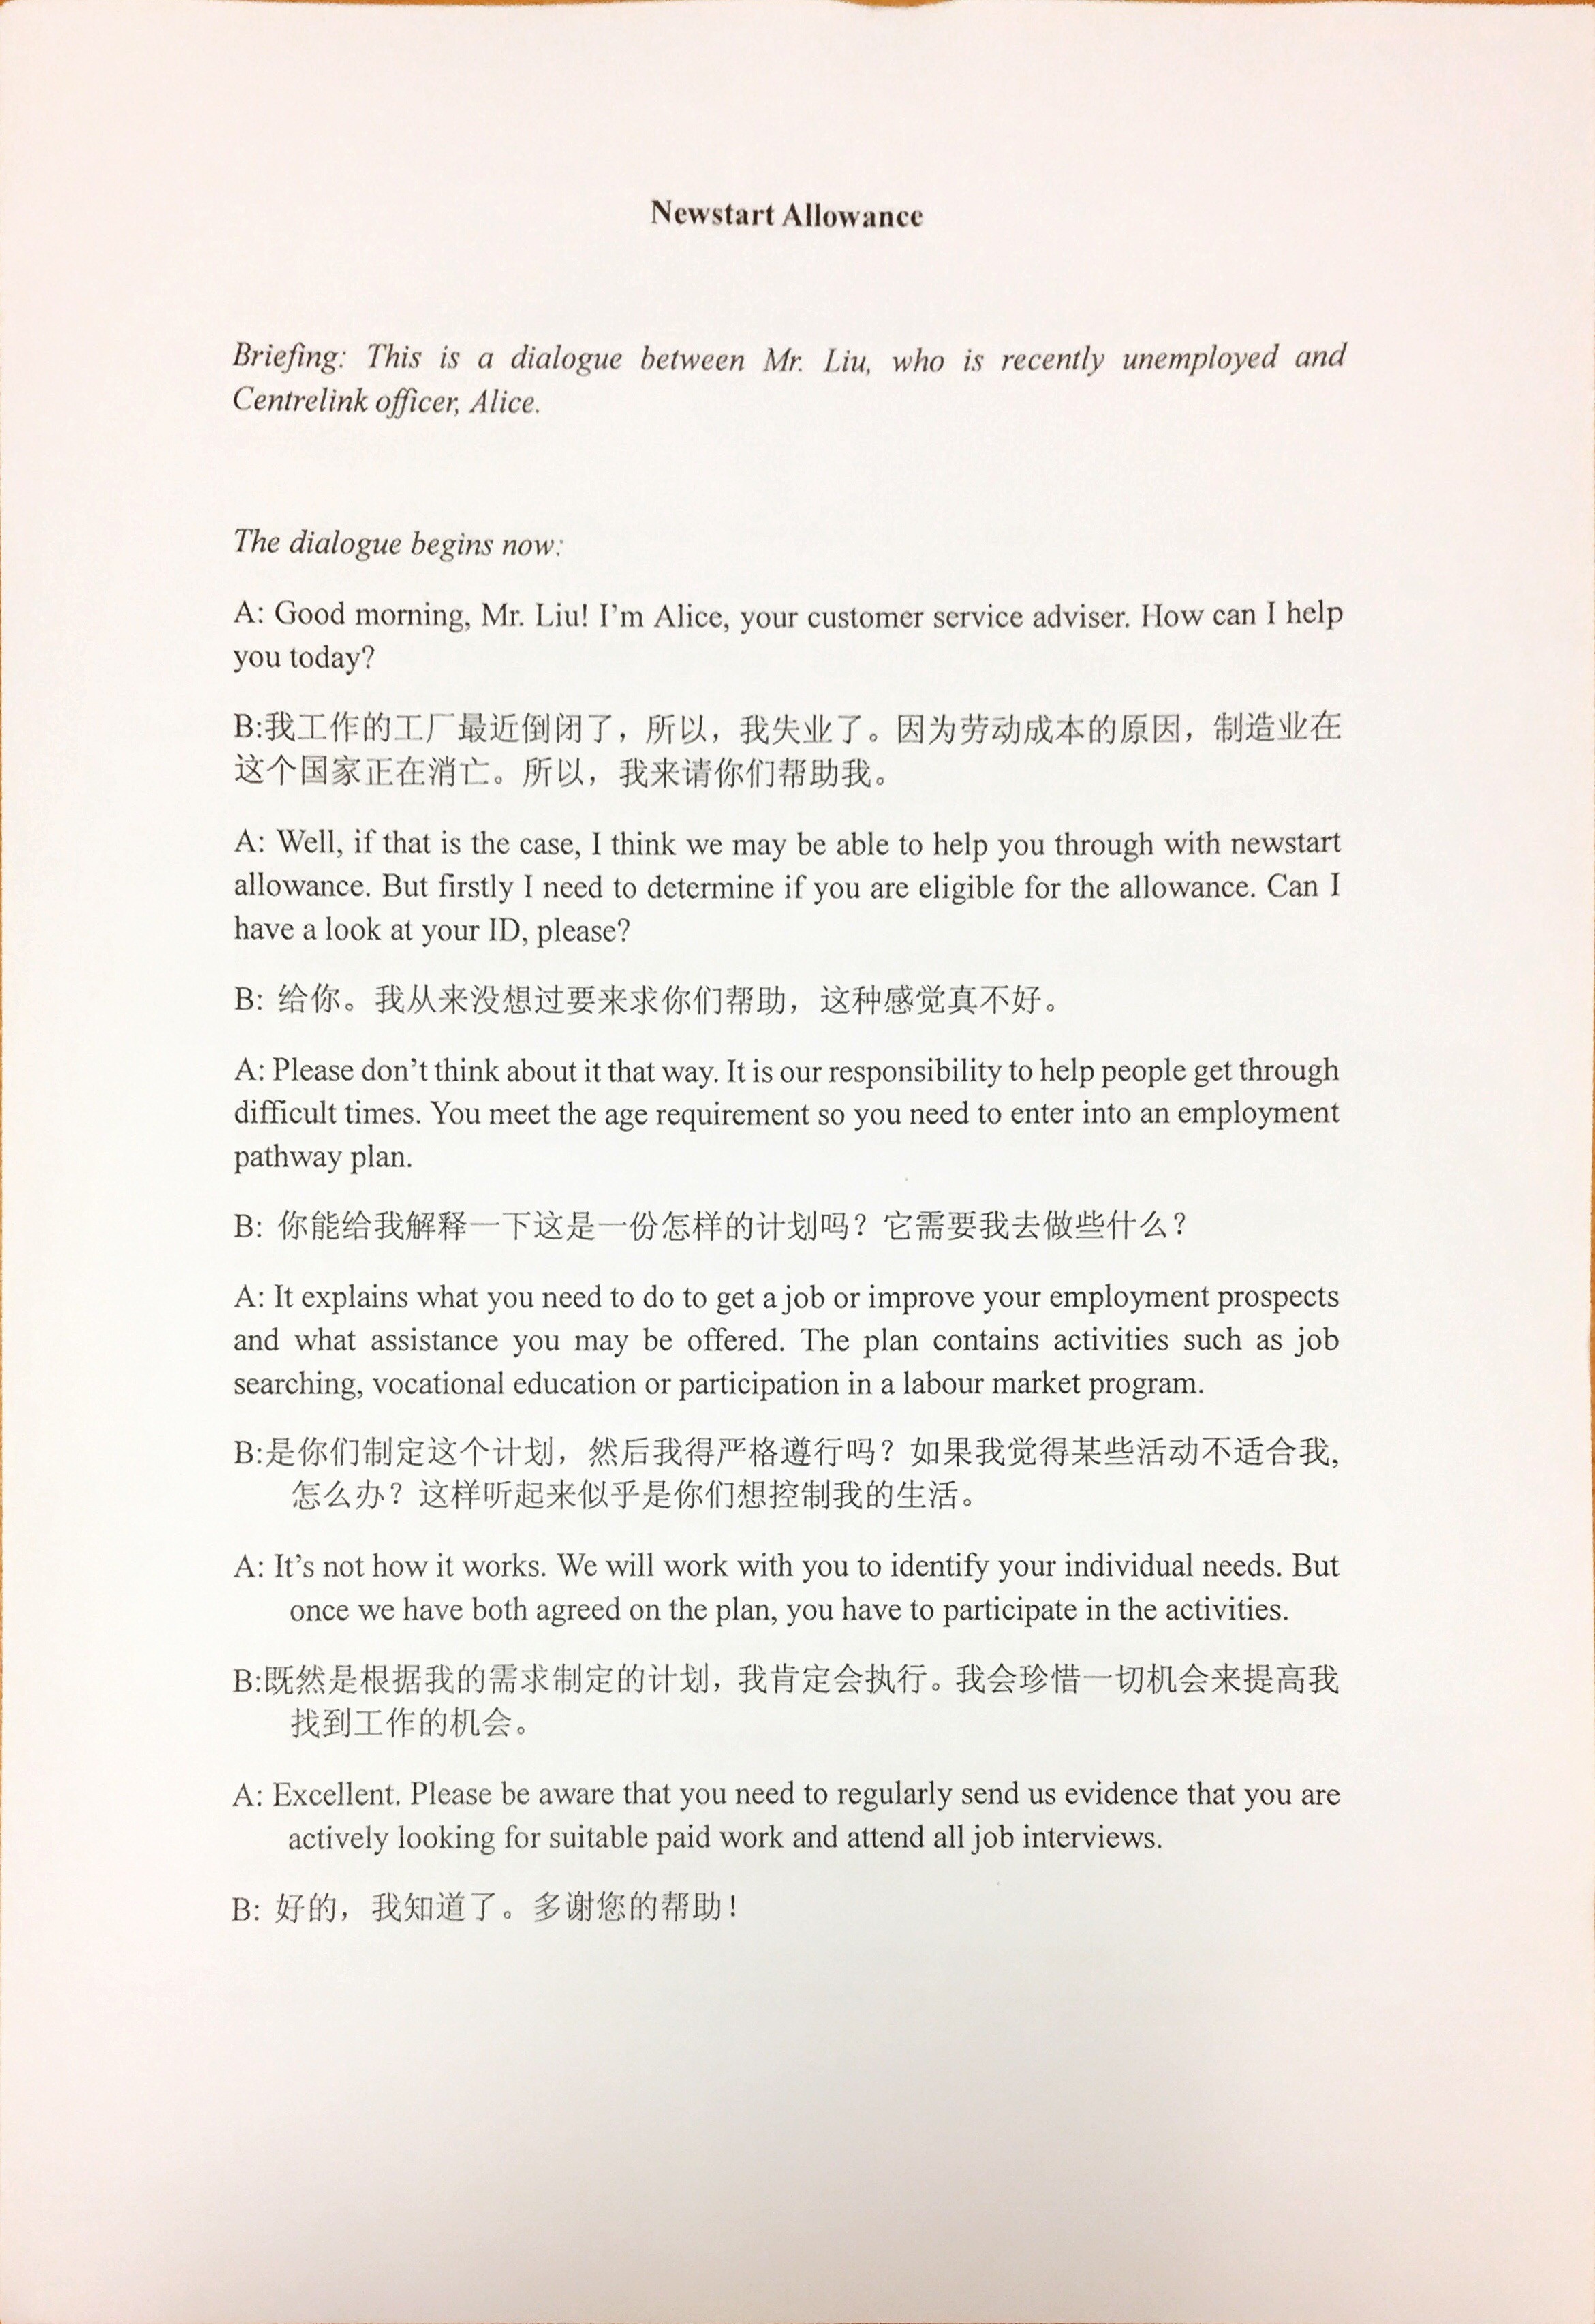 Newstart Allowance
Briefing: This is a dialogue between Mr. Liu, who is recently unemployed and
Centrelink officer, Alice.
The dialogue begins now:
A: Good morning, Mr. Liu! I'm Alice, your customer service adviser. How can I help
you today?
B:我工作的工厂最近倒闭了，所以，我失业了。因为劳动成本的原因，制造业在
这个国家正在消亡。所以，我来请你们帮助我。
A: Well, if that is the case, I think we may be able to help you through with newstart
allowance. But firstly I need to determine if you are eligible for the allowance. Can I
have a look at your ID, please?
B: 给你。我从来没想过要来求你们帮助，这种感觉真不好。
A: Please don't think about it that way. It is our responsibility to help people get through
difficult times. You meet the age requirement so you need to enter into an employment
pathway plan.
B: 你能给我解释一下这是一份怎样的计划吗？它需要我去做些什么？
A: It explains what you need to do to get a job or improve your employment prospects
and what assistance you may be offered. The plan contains activities such as job
searching, vocational education or participation in a labour market program.
B:是你们制定这个计划，然后我得严格遵行吗？如果我觉得某些活动不适合我，
怎么办？这样听起来似乎是你们想控制我的生活。
A: It's not how it works. We will work with you to identify your individual needs. But
once we have both agreed on the plan, you have to participate in the activities.
B:既然是根据我的需求制定的计划，我肯定会执行。我会珍惜一切机会来提高我
找到工作的机会。
A: Excellent. Please be aware that you need to regularly send us evidence that you are
actively looking for suitable paid work and attend all job interviews.
B: 好的，我知道了。多谢您的帮助！